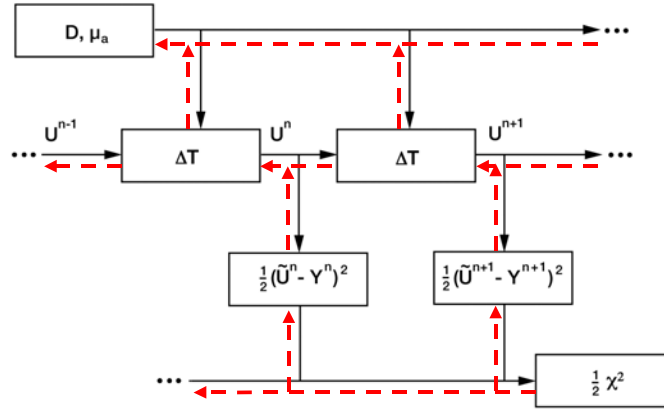 D, μₐ
...
Uⁿ⁻¹
Uⁿ
Uⁿ⁺¹
...
ΔT
ΔT
...
½(Ũⁿ - Yⁿ)²
½(Ũⁿ⁺¹ - Yⁿ⁺¹)²
...
½ χ²